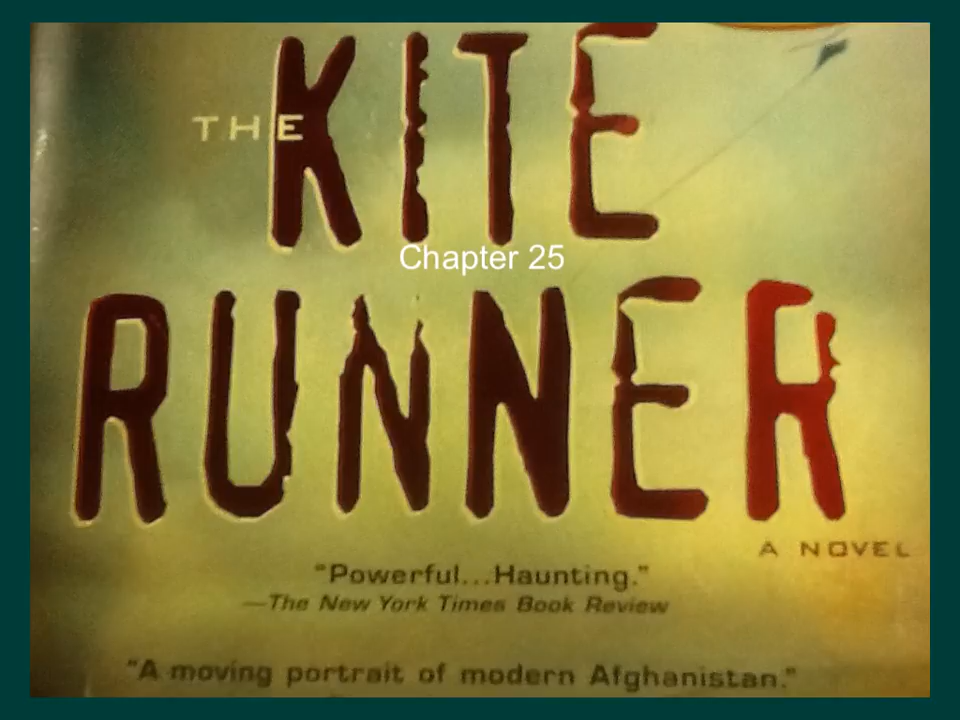 THE KITE
Chapter 25
RUNNER
A NOVEL
"Powerful...Haunting."
—The New York Times Book Review
"A moving portrait of modern Afghanistan."